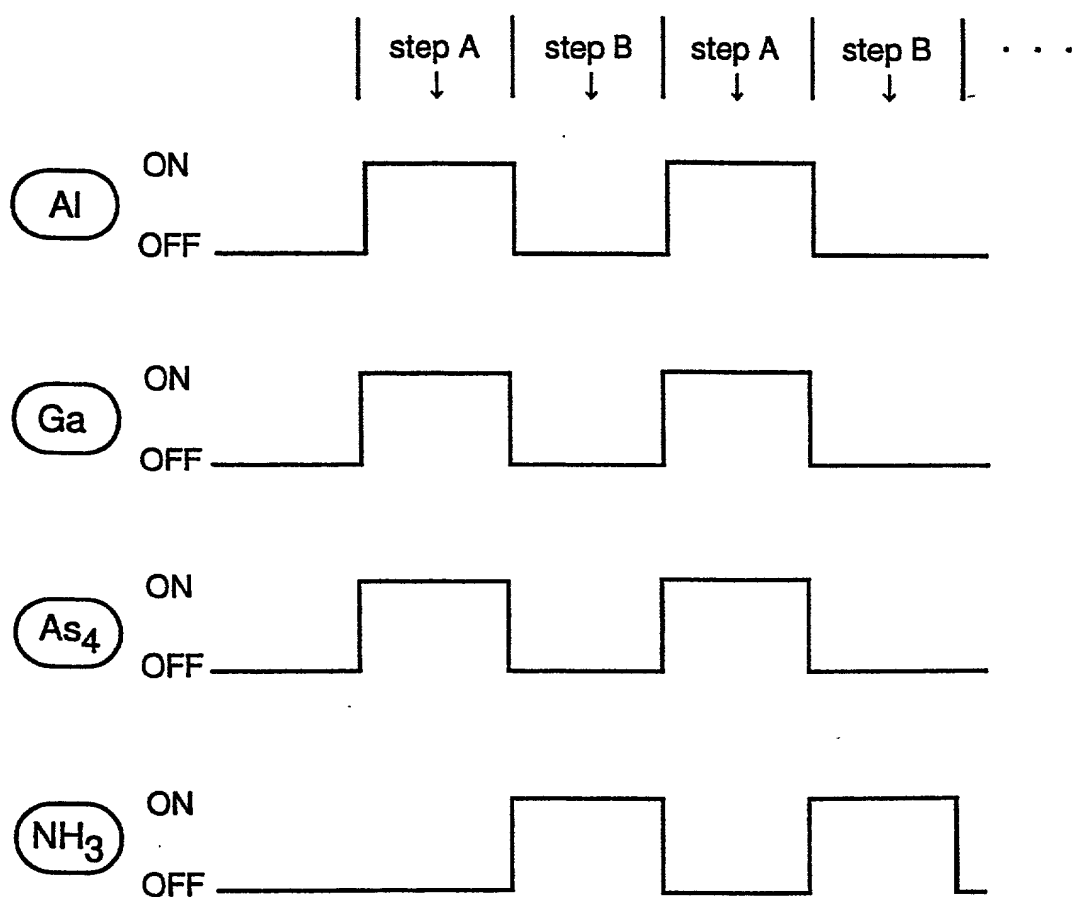 step A step B step A step B . . .
↓ ↓ ↓ ↓
ON
Al
OFF
ON
Ga
OFF
ON
As4
OFF
ON
NH3
OFF